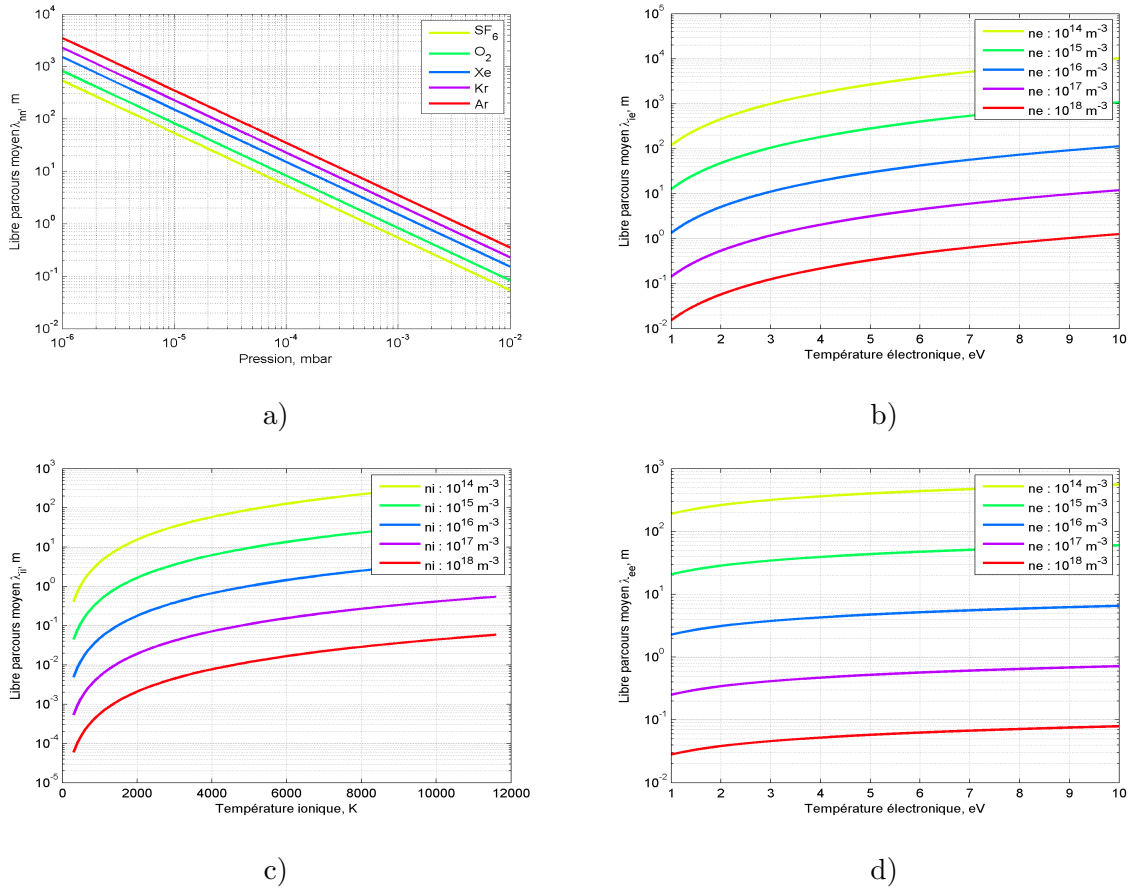 10^4
10^3
10^2
10^1
10^0
10^-1
10^-2
Libre parcours moyen λ_nn, m
SF_6
O_2
Xe
Kr
Ar
10^-6
10^-5
10^-4
10^-3
10^-2
Pression, mbar
a)
10^5
10^4
10^3
10^2
10^1
10^0
10^-1
10^-2
Libre parcours moyen λ_ie, m
ne : 10^14 m^-3
ne : 10^15 m^-3
ne : 10^16 m^-3
ne : 10^17 m^-3
ne : 10^18 m^-3
1 2 3 4 5 6 7 8 9 10
Température électronique, eV
b)
10^3
10^2
10^1
10^0
10^-1
10^-2
10^-3
10^-4
10^-5
Libre parcours moyen λ_ii, m
ni : 10^14 m^-3
ni : 10^15 m^-3
ni : 10^16 m^-3
ni : 10^17 m^-3
ni : 10^18 m^-3
0 2000 4000 6000 8000 10000 12000
Température ionique, K
c)
10^3
10^2
10^1
10^0
10^-1
10^-2
Libre parcours moyen λ_ee, m
ne : 10^14 m^-3
ne : 10^15 m^-3
ne : 10^16 m^-3
ne : 10^17 m^-3
ne : 10^18 m^-3
1 2 3 4 5 6 7 8 9 10
Température électronique, eV
d)